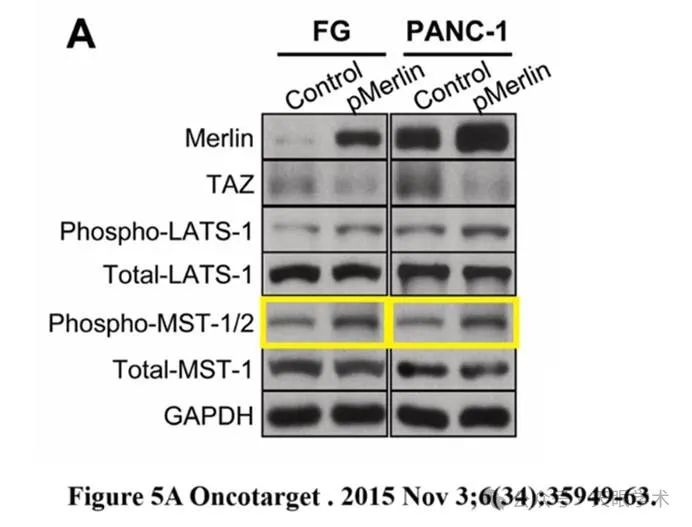 A
FG PANC-1
Control pMerlin Control pMerlin
Merlin
TAZ
Phospho-LATS-1
Total-LATS-1
Phospho-MST-1/2
Total-MST-1
GAPDH
Figure 5A Oncotarget . 2015 Nov 3;6(34):35949-63.